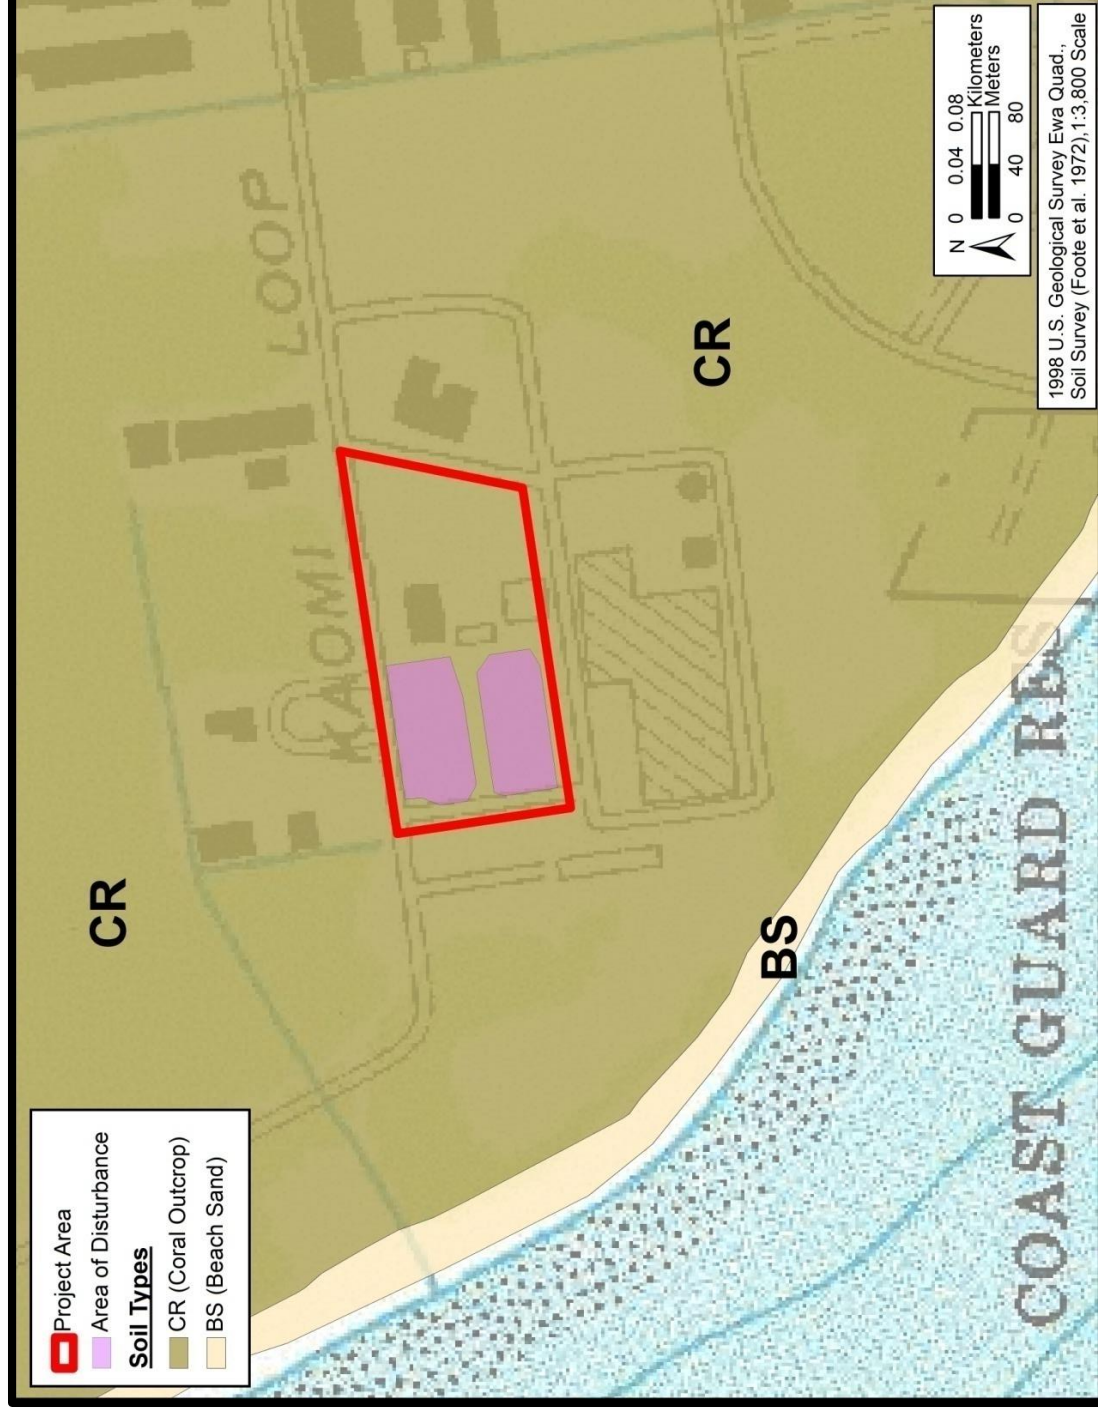 Project Area
Area of Disturbance
Soil Types
CR (Coral Outcrop)
BS (Beach Sand)
CR
KAIOMI LOOP
CR
BS
COAST GUARD RES
N 0 0.04 0.08
Kilometers
Meters
0 40 80
1998 U.S. Geological Survey Ewa Quad.,
Soil Survey (Foote et al. 1972),1:3,800 Scale